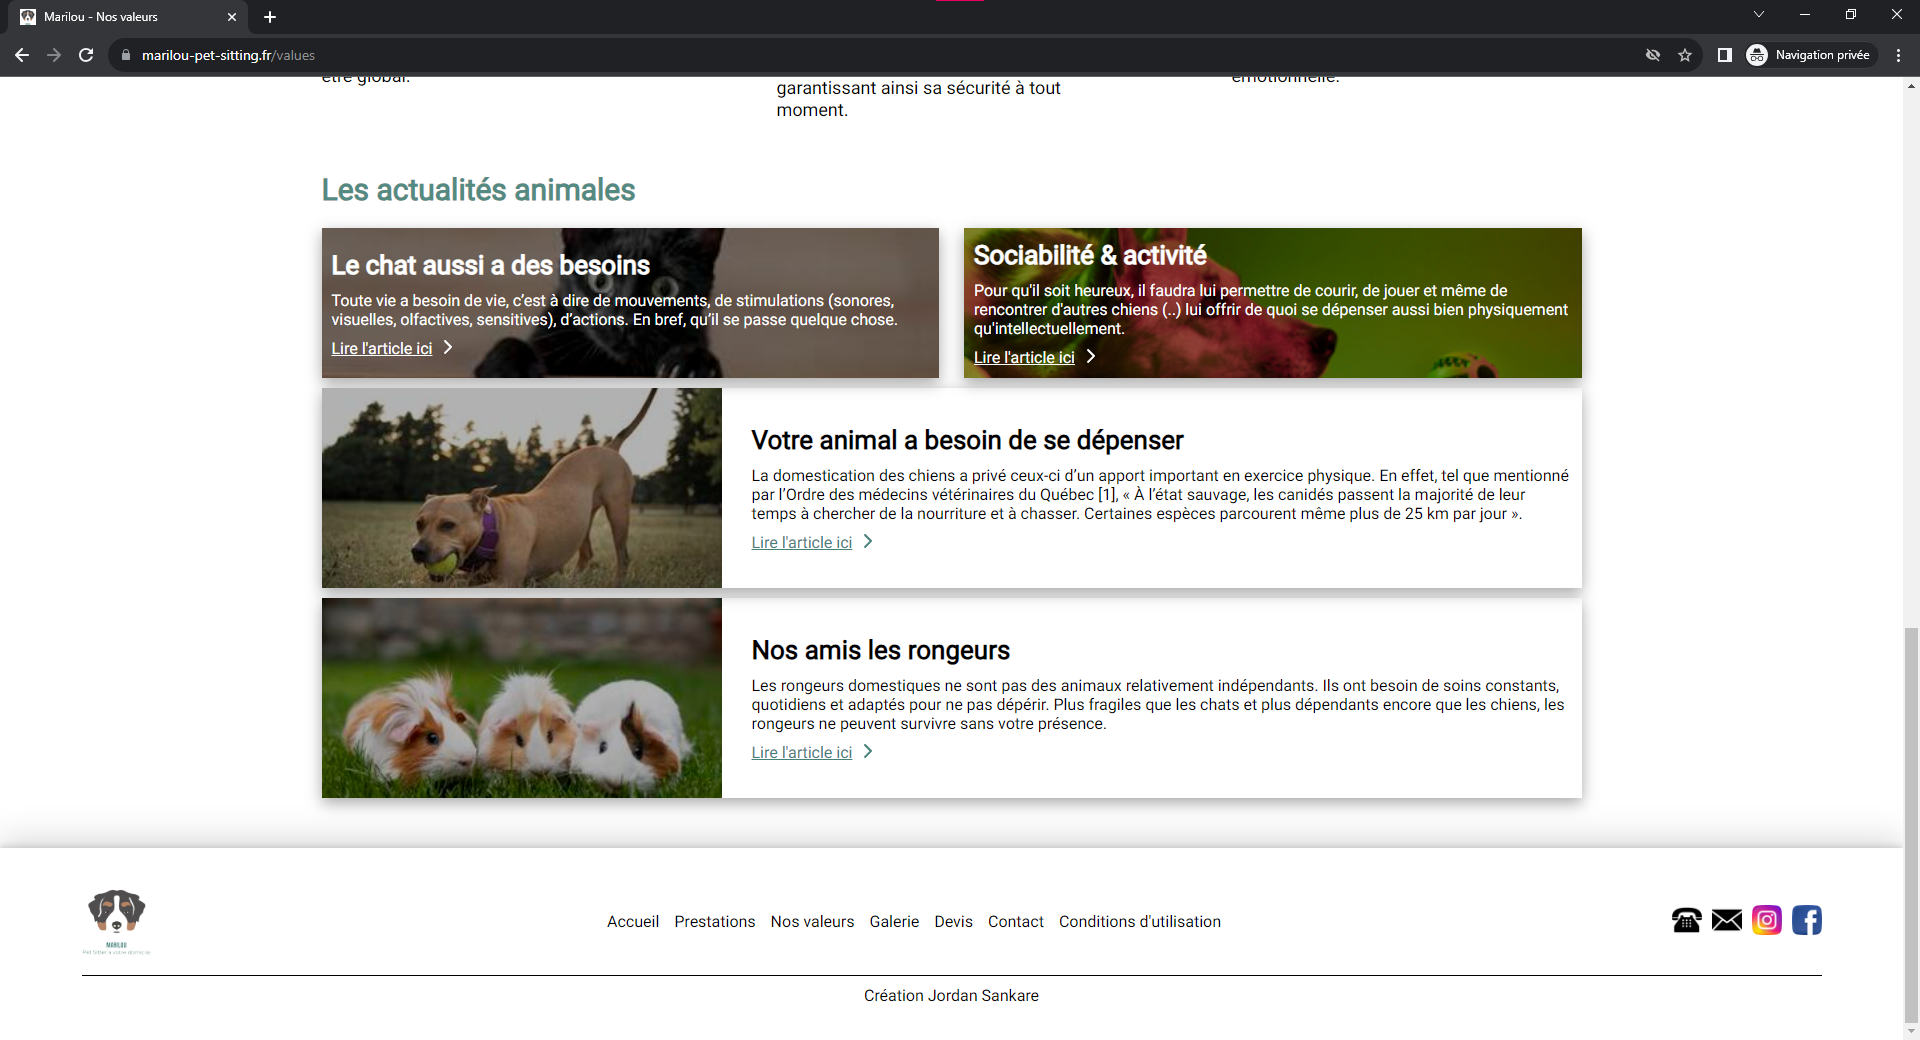 Marilou - Nos valeurs
marilou-pet-sitting.fr/values
Navigation privée
être global.
garantissant ainsi sa sécurité à tout
moment.
émotionnelle.
Les actualités animales
Le chat aussi a des besoins
Toute vie a besoin de vie, c’est à dire de mouvements, de stimulations (sonores,
visuelles, olfactives, sensitives), d’actions. En bref, qu’il se passe quelque chose.
Lire l'article ici
Sociabilité & activité
Pour qu'il soit heureux, il faudra lui permettre de courir, de jouer et même de
rencontrer d'autres chiens (..) lui offrir de quoi se dépenser aussi bien physiquement
qu'intellectuellement.
Lire l'article ici
Votre animal a besoin de se dépenser
La domestication des chiens a privé ceux-ci d’un apport important en exercice physique. En effet, tel que mentionné
par l’Ordre des médecins vétérinaires du Québec [1], « À l’état sauvage, les canidés passent la majorité de leur
temps à chercher de la nourriture et à chasser. Certaines espèces parcourent même plus de 25 km par jour ».
Lire l'article ici
Nos amis les rongeurs
Les rongeurs domestiques ne sont pas des animaux relativement indépendants. Ils ont besoin de soins constants,
quotidiens et adaptés pour ne pas dépérir. Plus fragiles que les chats et plus dépendants encore que les chiens, les
rongeurs ne peuvent survivre sans votre présence.
Lire l'article ici
MARILOU
Pet Sitter à votre domicile
Accueil Prestations Nos valeurs Galerie Devis Contact Conditions d'utilisation
Création Jordan Sankare